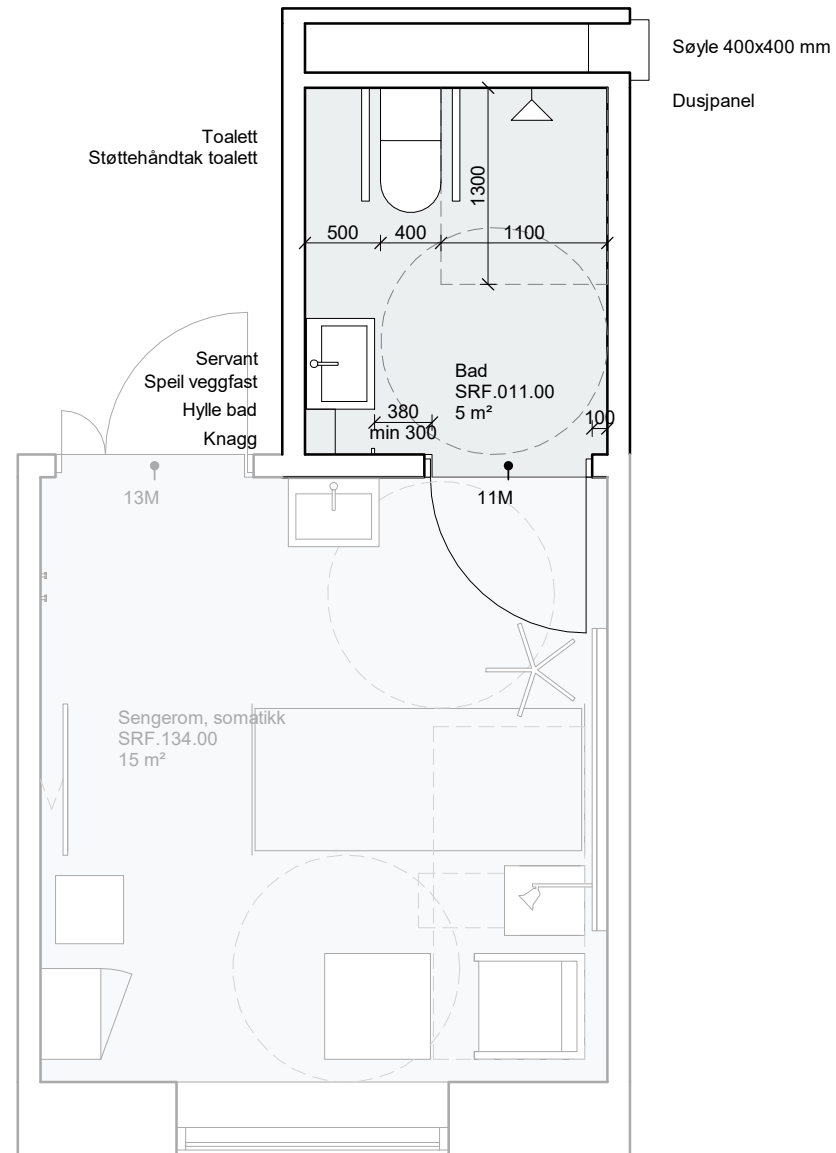 Søyle 400x400 mm
Dusjpanel
Toalett
Støttehåndtak toalett
1300
500
400
1100
Servant
Speil veggfast
Hylle bad
Knagg
Bad
SRF.011.00
5 m²
380
min 300
100
13M
11M
Sengerom, somatikk
SRF.134.00
15 m²